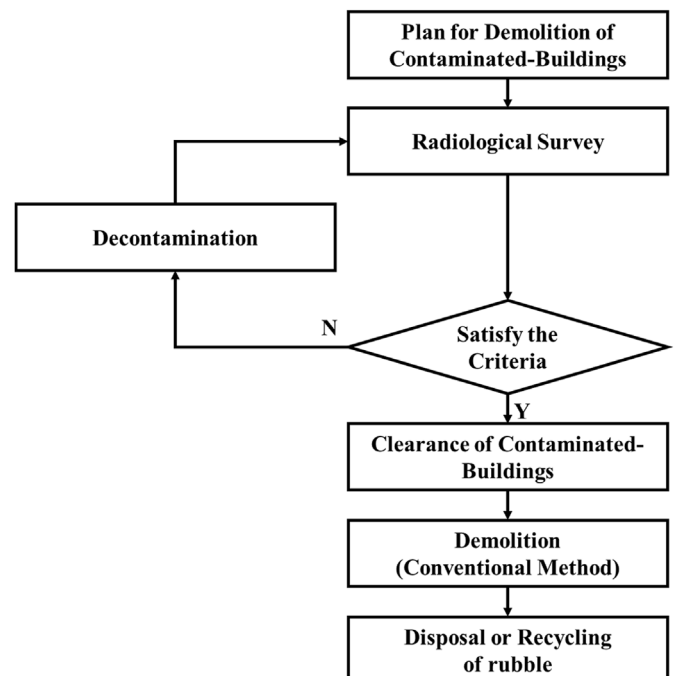 Plan for Demolition of
Contaminated-Buildings
Radiological Survey
Decontamination
N
Satisfy the
Criteria
Y
Clearance of Contaminated-
Buildings
Demolition
(Conventional Method)
Disposal or Recycling
of rubble